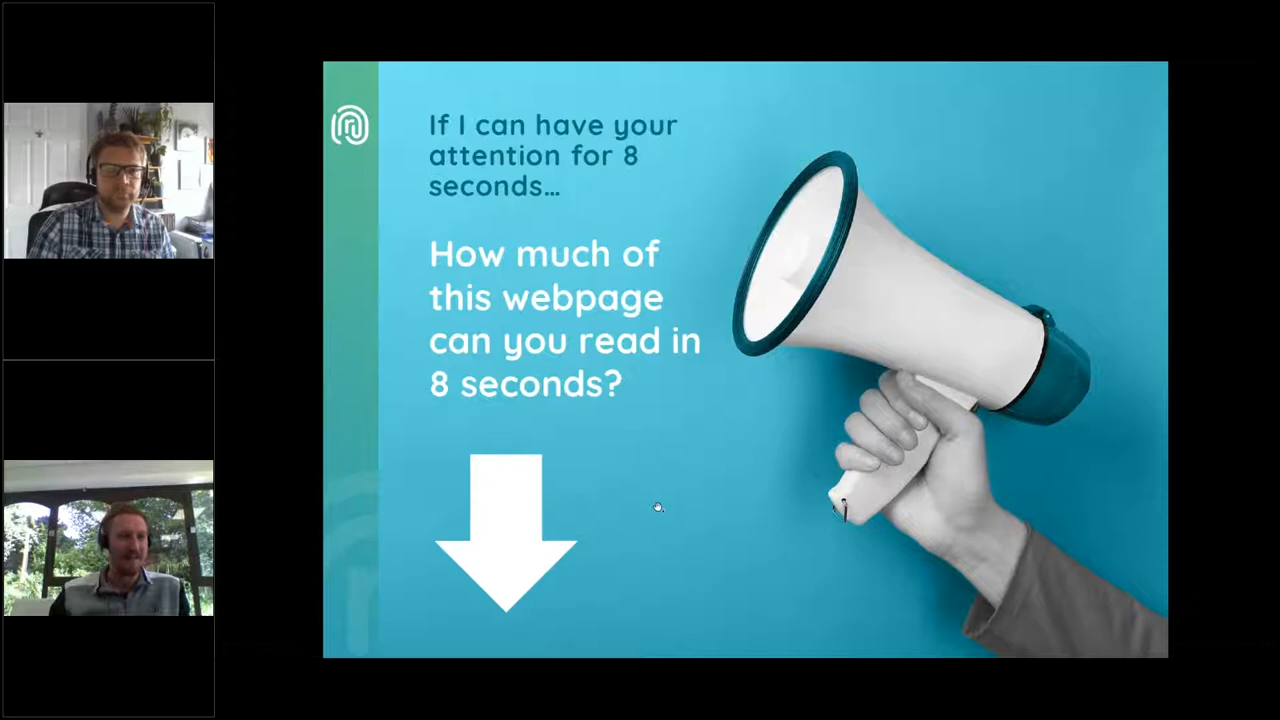 If I can have your
attention for 8
seconds...
How much of
this webpage
can you read in
8 seconds?